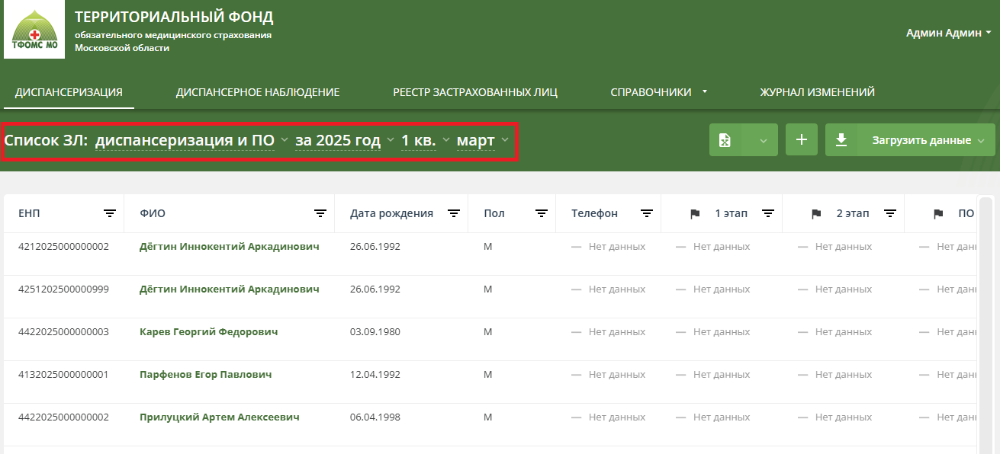 ТФОМС МО
ТЕРРИТОРИАЛЬНЫЙ ФОНД
обязательного медицинского страхования
Московской области
Админ Админ
ДИСПАНСЕРИЗАЦИЯ ДИСПАНСЕРНОЕ НАБЛЮДЕНИЕ РЕЕСТР ЗАСТРАХОВАННЫХ ЛИЦ СПРАВОЧНИКИ ЖУРНАЛ ИЗМЕНЕНИЙ
Список ЗЛ: диспансеризация и ПО за 2025 год 1 кв. март Загрузить данные
ЕНП ФИО Дата рождения Пол Телефон 1 этап 2 этап ПО
4212025000000002 Дёгтин Иннокентий Аркадинович 26.06.1992 М — Нет данных — Нет данных — Нет данных — Нет дан
4251202500000999 Дёгтин Иннокентий Аркадинович 26.06.1992 М — Нет данных — Нет данных — Нет данных — Нет дан
4422025000000003 Карев Георгий Федорович 03.09.1980 М — Нет данных — Нет данных — Нет данных — Нет дан
4132025000000001 Парфенов Егор Павлович 12.04.1992 М — Нет данных — Нет данных — Нет данных — Нет дан
4422025000000002 Прилуцкий Артем Алексеевич 06.04.1998 М — Нет данных — Нет данных — Нет данных — Нет дан